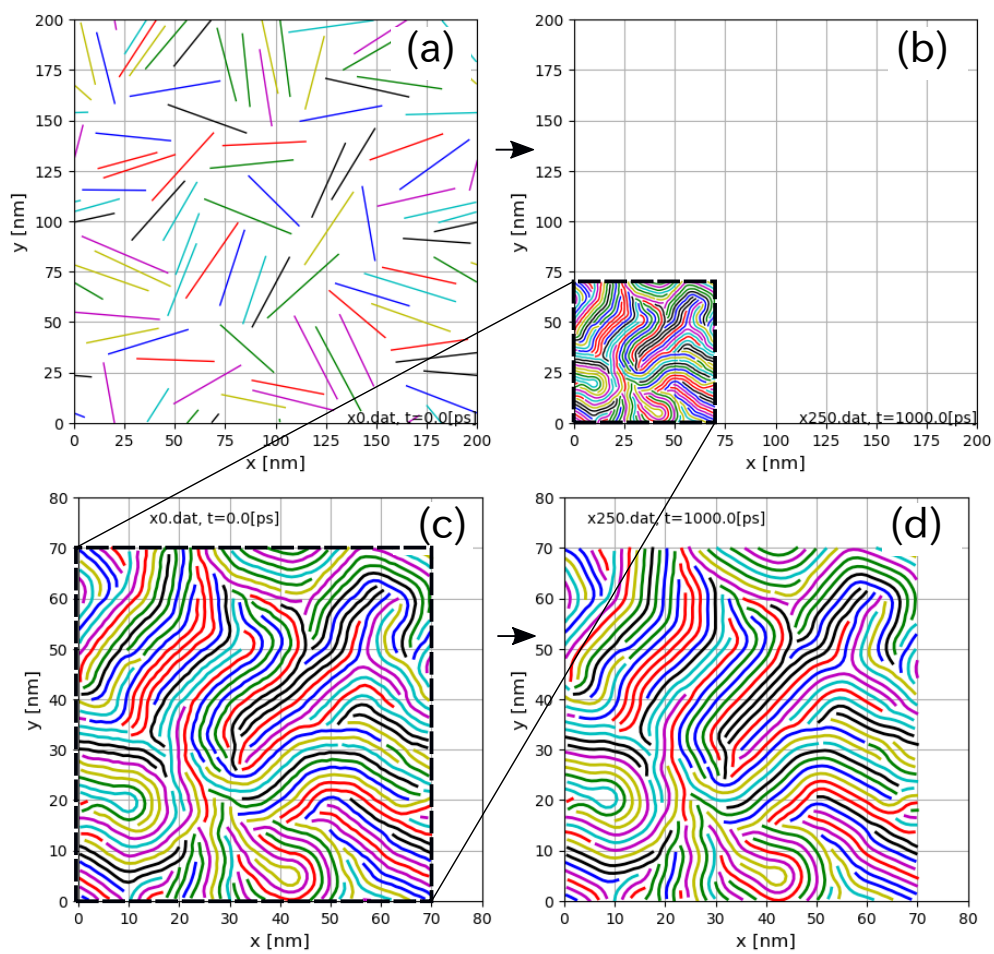 (a)
200
175
150
125
100
75
50
25
0
y [nm]
x0.dat, t=0.0[ps]
0 25 50 75 100 125 150 175 200
x [nm]
(b)
200
175
150
125
100
75
50
25
0
y [nm]
x250.dat, t=1000.0[ps]
0 25 50 75 100 125 150 175 200
x [nm]
(c)
x0.dat, t=0.0[ps]
80
70
60
50
40
30
20
10
0
y [nm]
0 10 20 30 40 50 60 70 80
x [nm]
(d)
x250.dat, t=1000.0[ps]
80
70
60
50
40
30
20
10
0
y [nm]
0 10 20 30 40 50 60 70 80
x [nm]